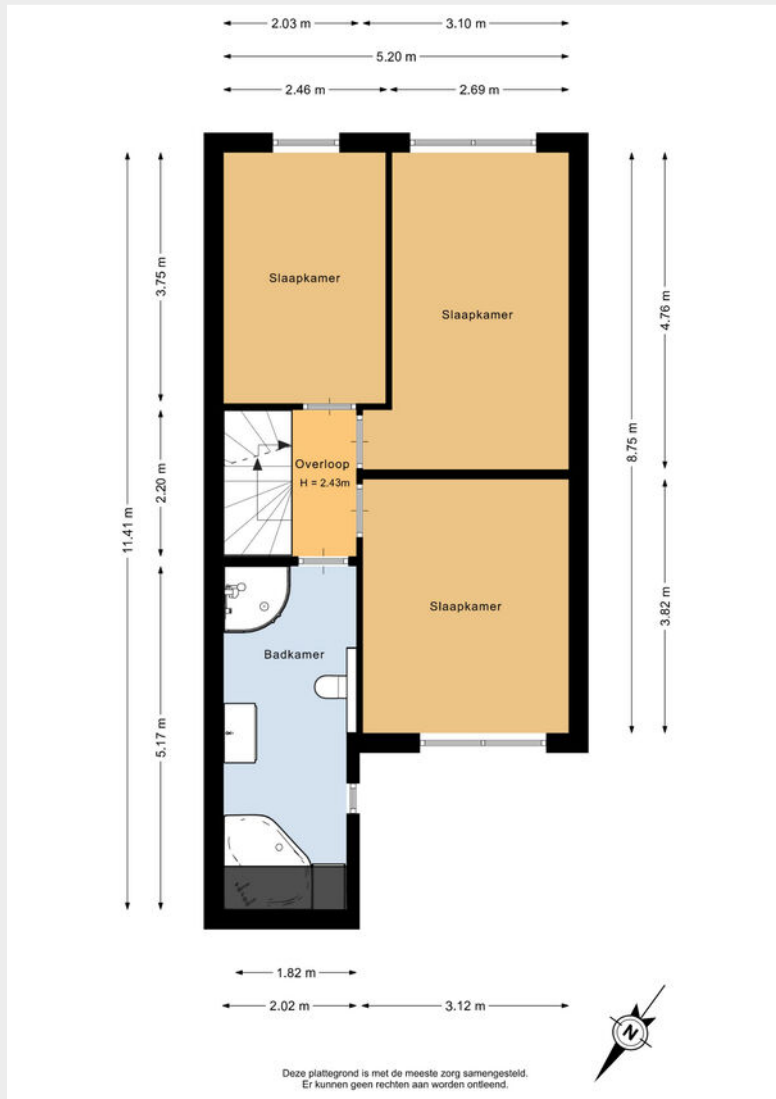 2.03 m
3.10 m
5.20 m
2.46 m
2.69 m
Slaapkamer
Slaapkamer
3.75 m
4.76 m
8.75 m
2.20 m
11.41 m
Overloop
H = 2.43m
Slaapkamer
3.82 m
Badkamer
5.17 m
1.82 m
2.02 m
3.12 m
N
Deze plattegrond is met de meeste zorg samengesteld.
Er kunnen geen rechten aan worden ontleend.